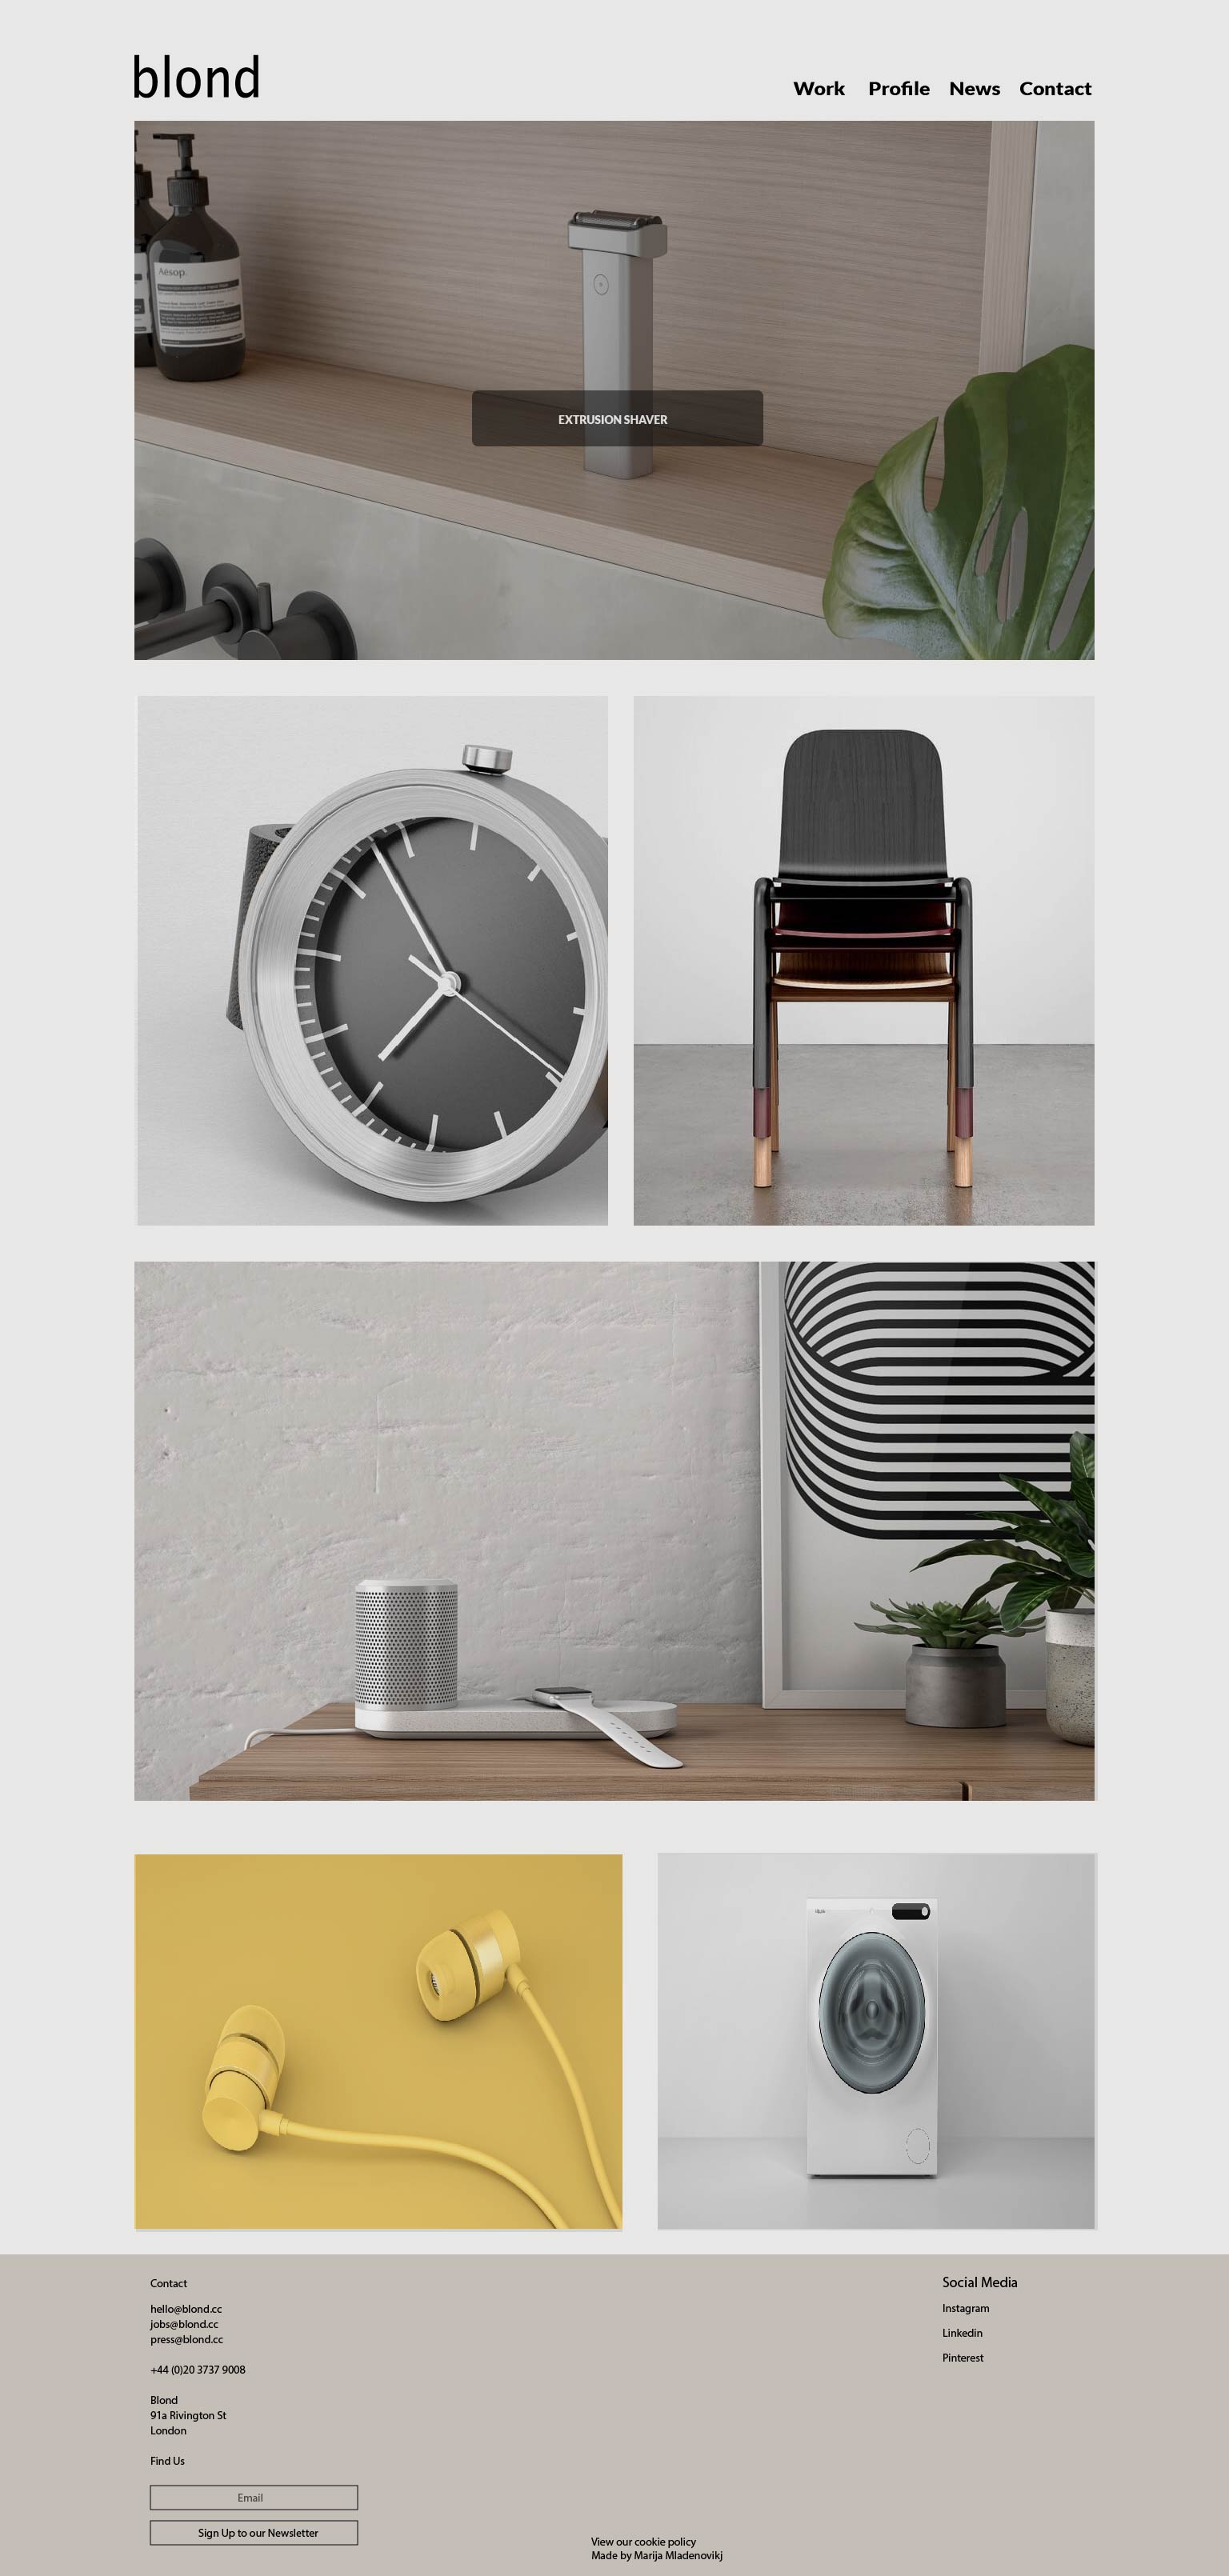 blond
Work Profile News Contact
Aēsop.
EXTRUSION SHAVER
Contact
hello@blond.cc
jobs@blond.cc
press@blond.cc
+44 (0)20 3737 9008
Blond
91a Rivington St
London
Find Us
Email
Sign Up to our Newsletter
Social Media
Instagram
Linkedin
Pinterest
View our cookie policy
Made by Marija Mladenovikj